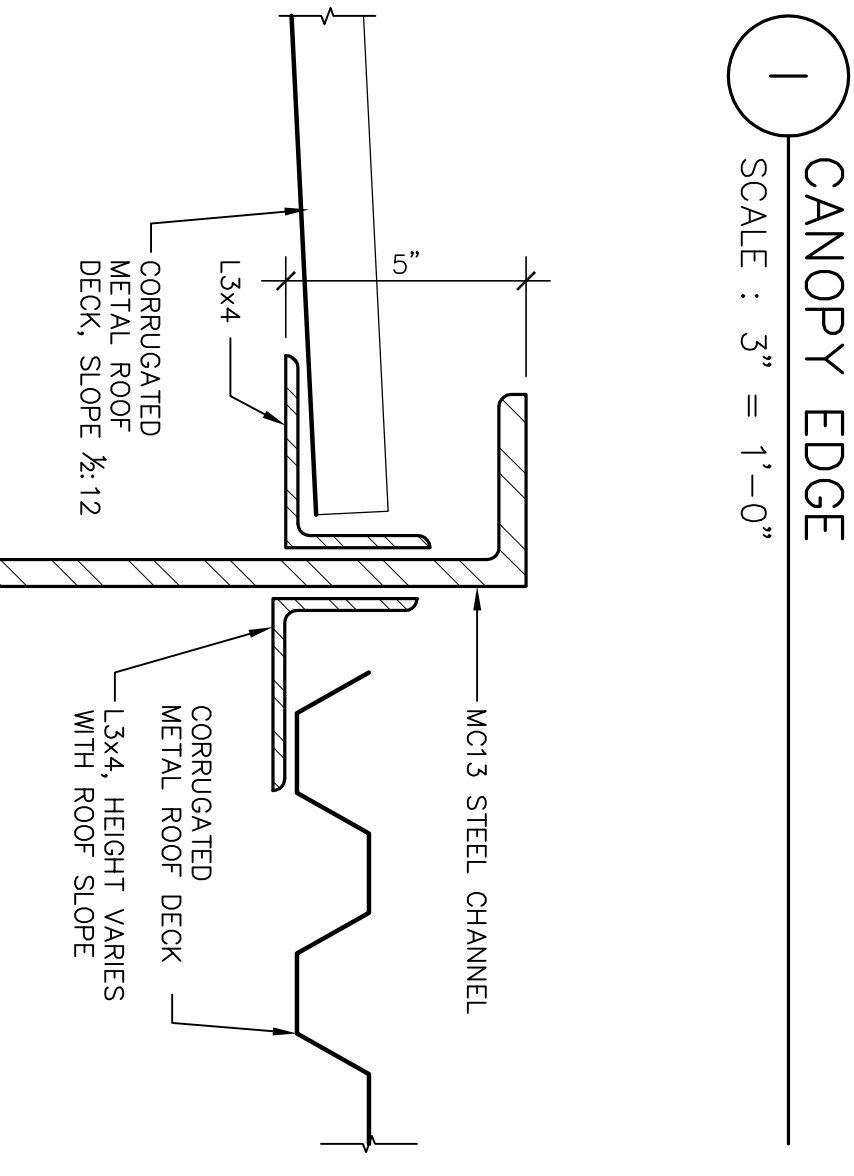 1
CANOPY EDGE
SCALE : 3" = 1'-0"
5"
MC13 STEEL CHANNEL
L3x4
CORRUGATED
METAL ROOF
DECK, SLOPE ½:12
CORRUGATED
METAL ROOF DECK
L3x4, HEIGHT VARIES
WITH ROOF SLOPE